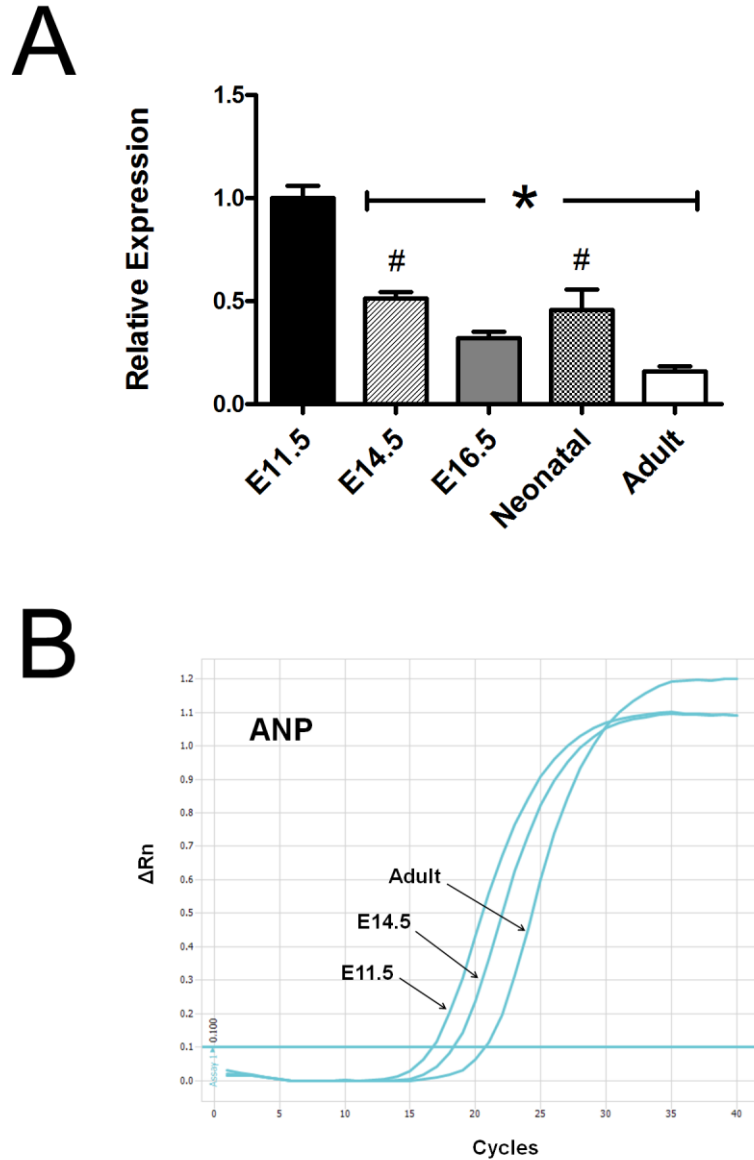 A
Relative Expression
1.5
1.0
0.5
0.0
*
#
#
E11.5
E14.5
E16.5
Neonatal
Adult
B
ANP
ΔRn
1.2
1.1
1.0
0.9
0.8
0.7
0.6
0.5
0.4
0.3
0.2
0.1
0.0
Adult
E14.5
E11.5
Assay 1 0.100
0
5
10
15
20
25
30
35
40
Cycles